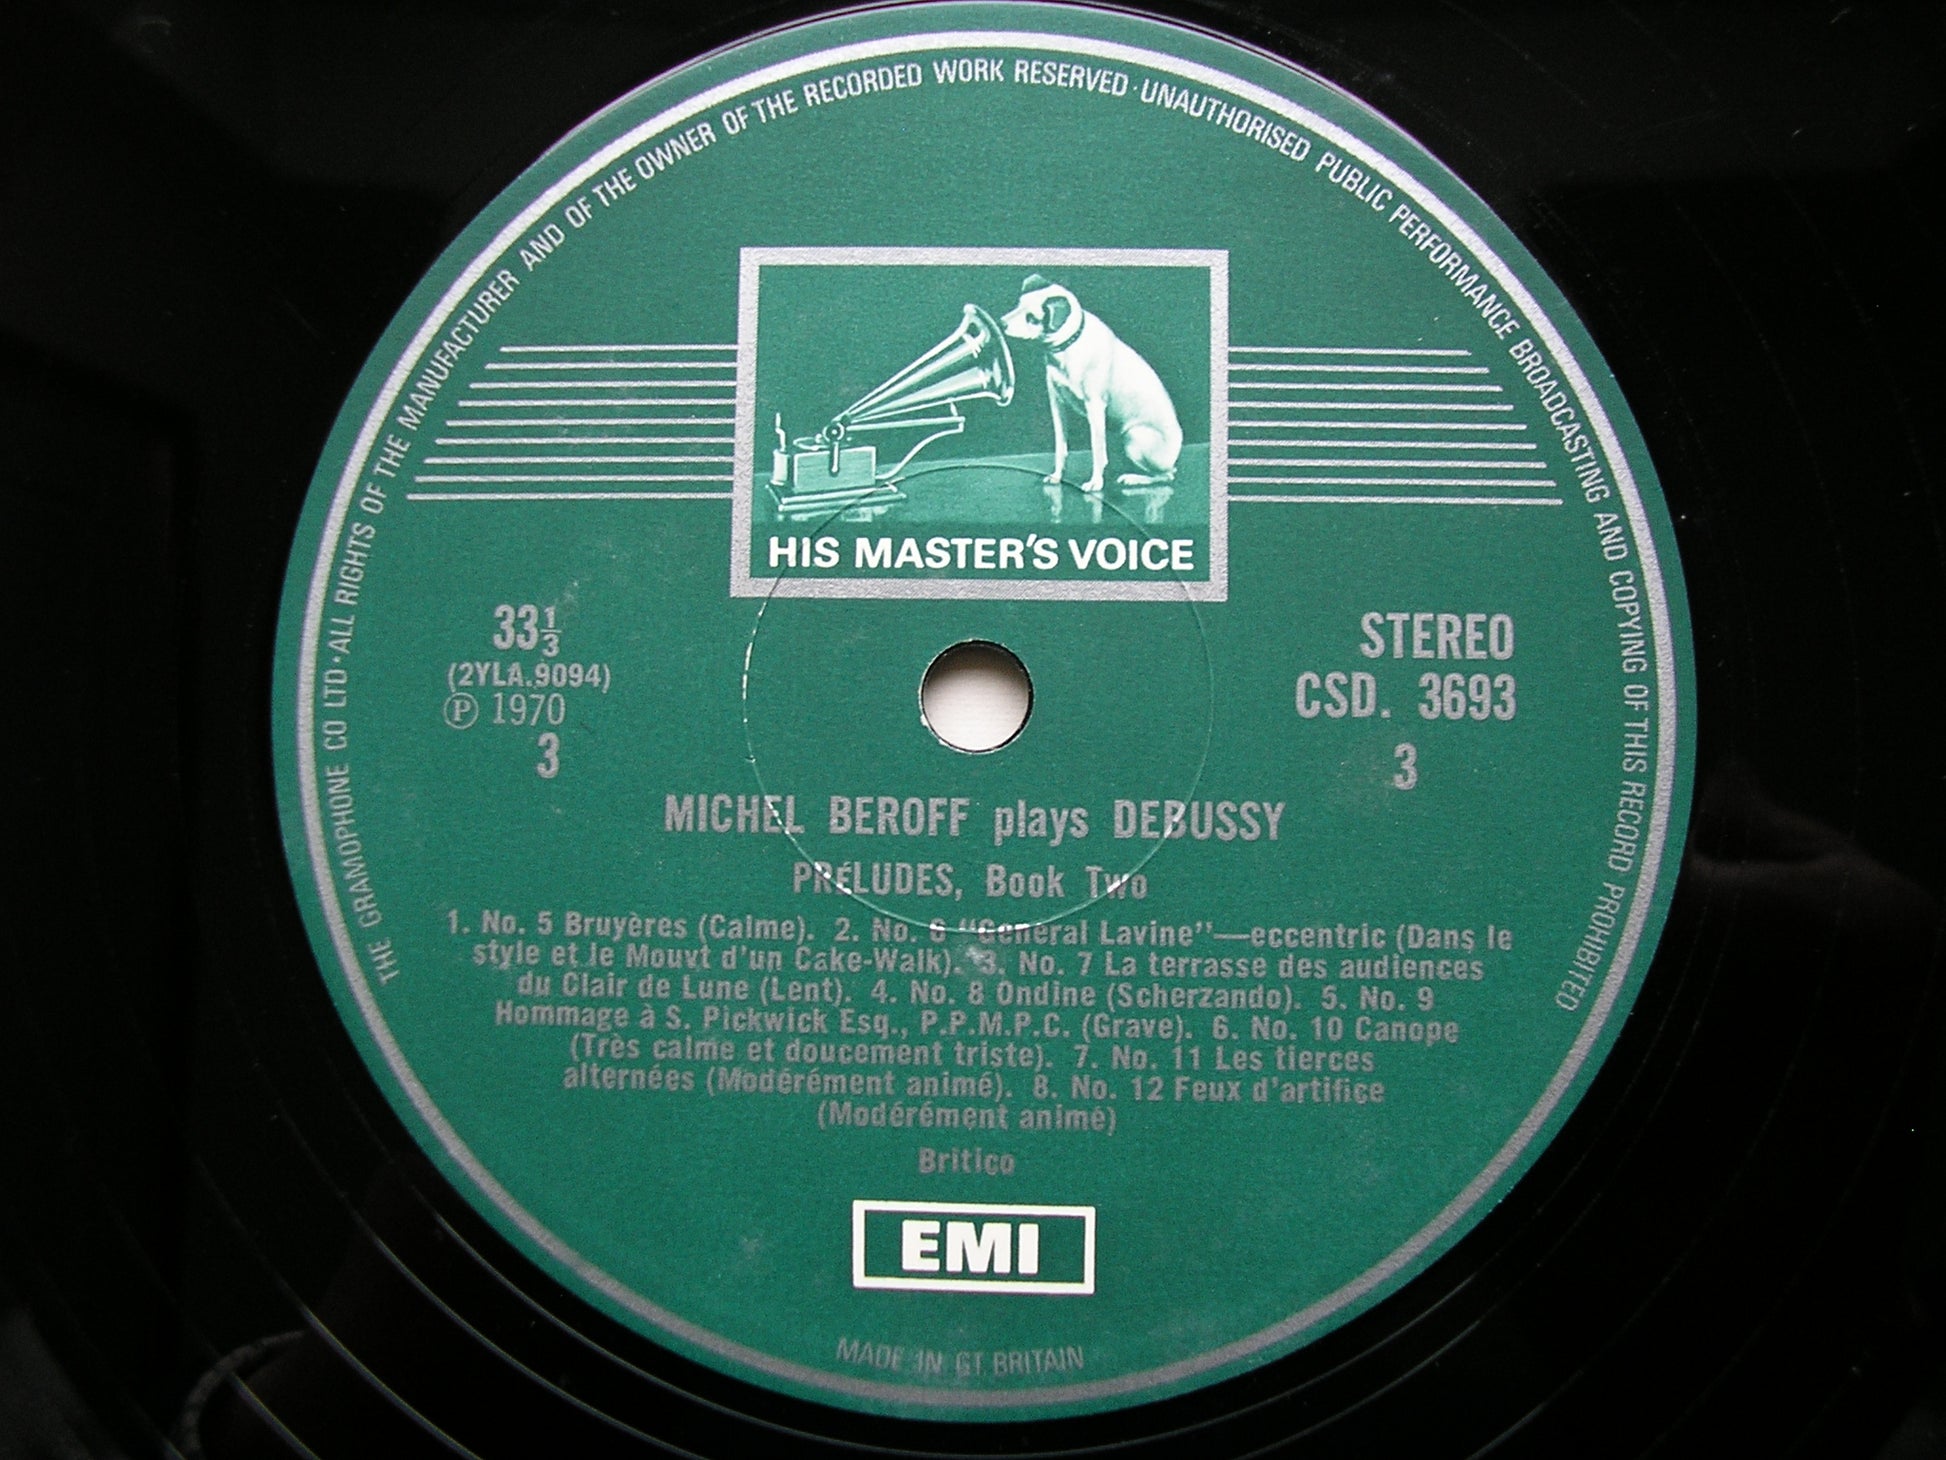 THE GRAMOPHONE CO LTD · ALL RIGHTS OF THE MANUFACTURER AND OF THE OWNER OF THE RECORDED WORK RESERVED · UNAUTHORISED PUBLIC PERFORMANCE BROADCASTING AND COPYING OF THIS RECORD PROHIBITED
HIS MASTER'S VOICE
33⅓
(2YLA.9094)
℗ 1970
3
STEREO
CSD. 3693
3
MICHEL BEROFF plays DEBUSSY
PRÉLUDES, Book Two
1. No. 5 Bruyères (Calme). 2. No. 6 “General Lavine”—eccentric (Dans le
style et le Mouvt d'un Cake-Walk). 3. No. 7 La terrasse des audiences
du Clair de Lune (Lent). 4. No. 8 Ondine (Scherzando). 5. No. 9
Hommage à S. Pickwick Esq., P.P.M.P.C. (Grave). 6. No. 10 Canope
(Très calme et doucement triste). 7. No. 11 Les tierces
alternées (Modérément animé). 8. No. 12 Feux d'artifice
(Modérément animé)
Britico
EMI
MADE IN GT BRITAIN